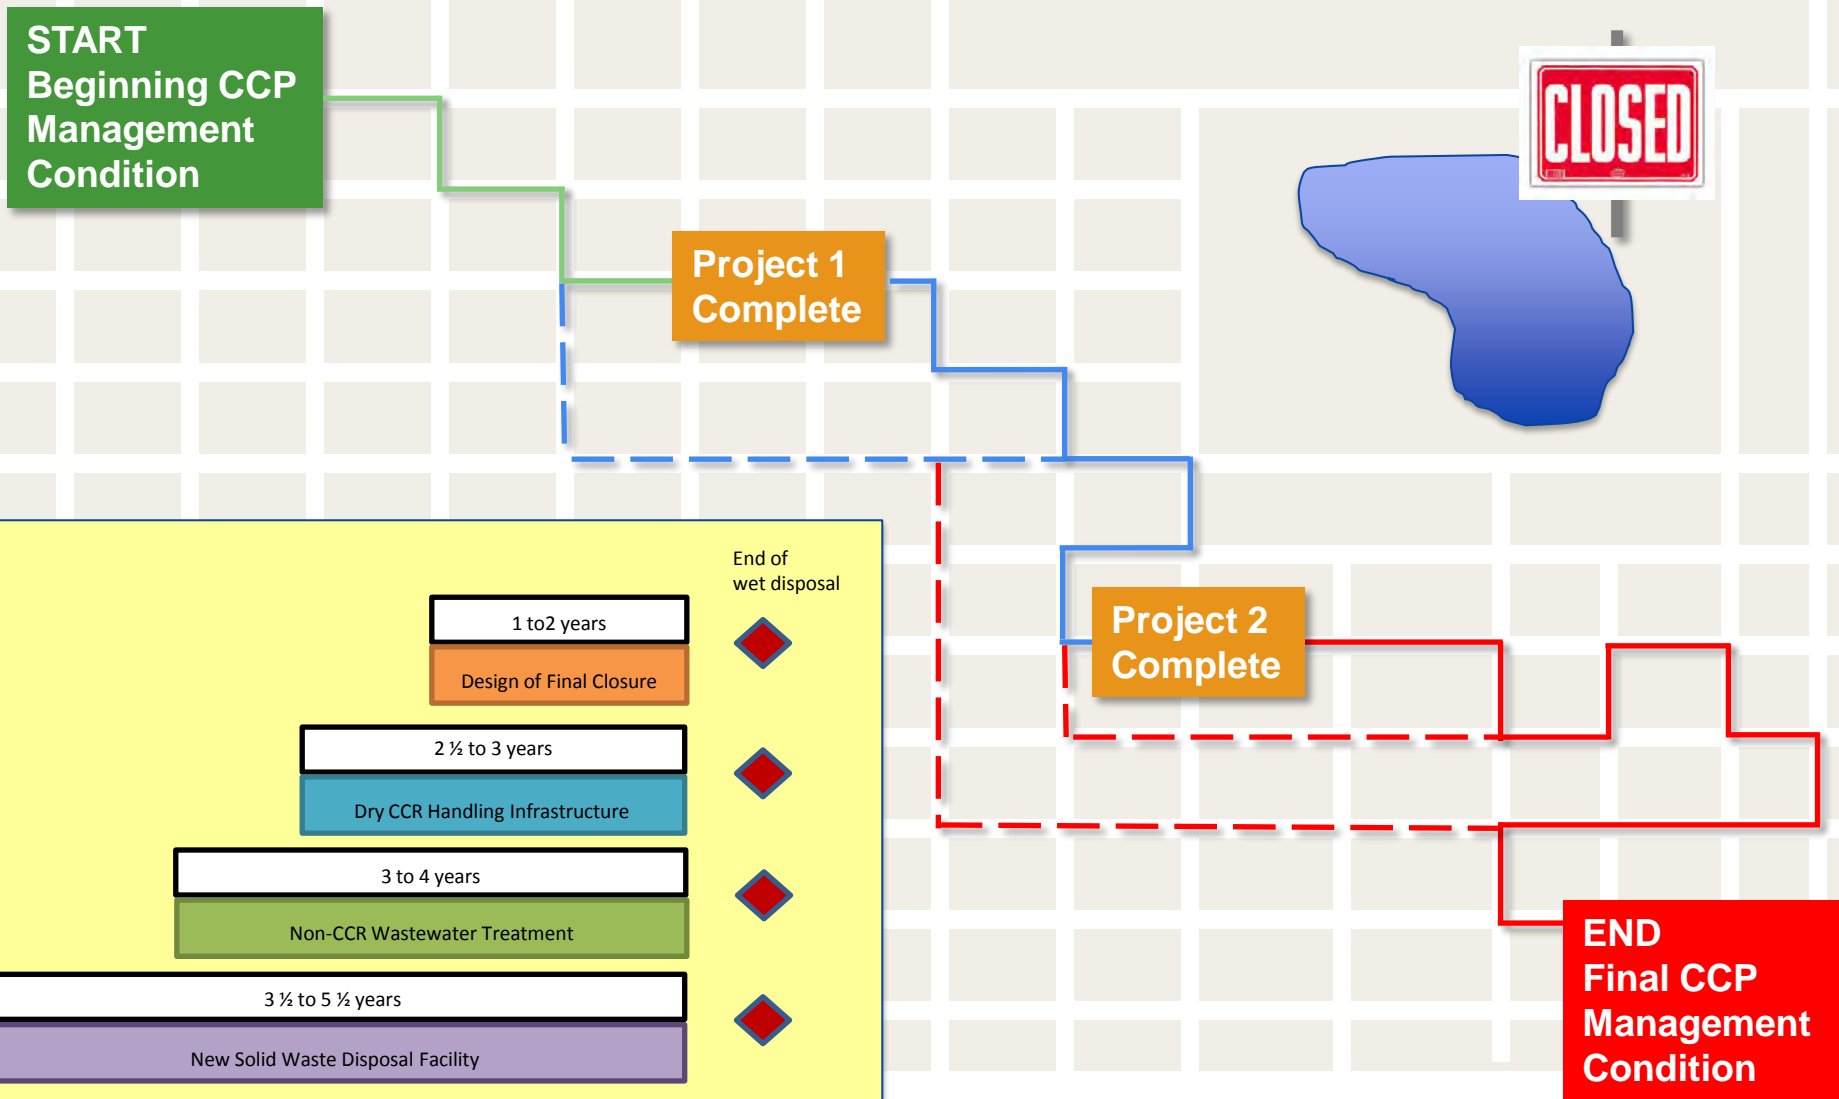 START
Beginning CCP
Management
Condition
CLOSED
Project 1
Complete
End of
wet disposal
1 to2 years
Design of Final Closure
Project 2
Complete
2 ½ to 3 years
Dry CCR Handling Infrastructure
3 to 4 years
Non-CCR Wastewater Treatment
3 ½ to 5 ½ years
New Solid Waste Disposal Facility
END
Final CCP
Management
Condition